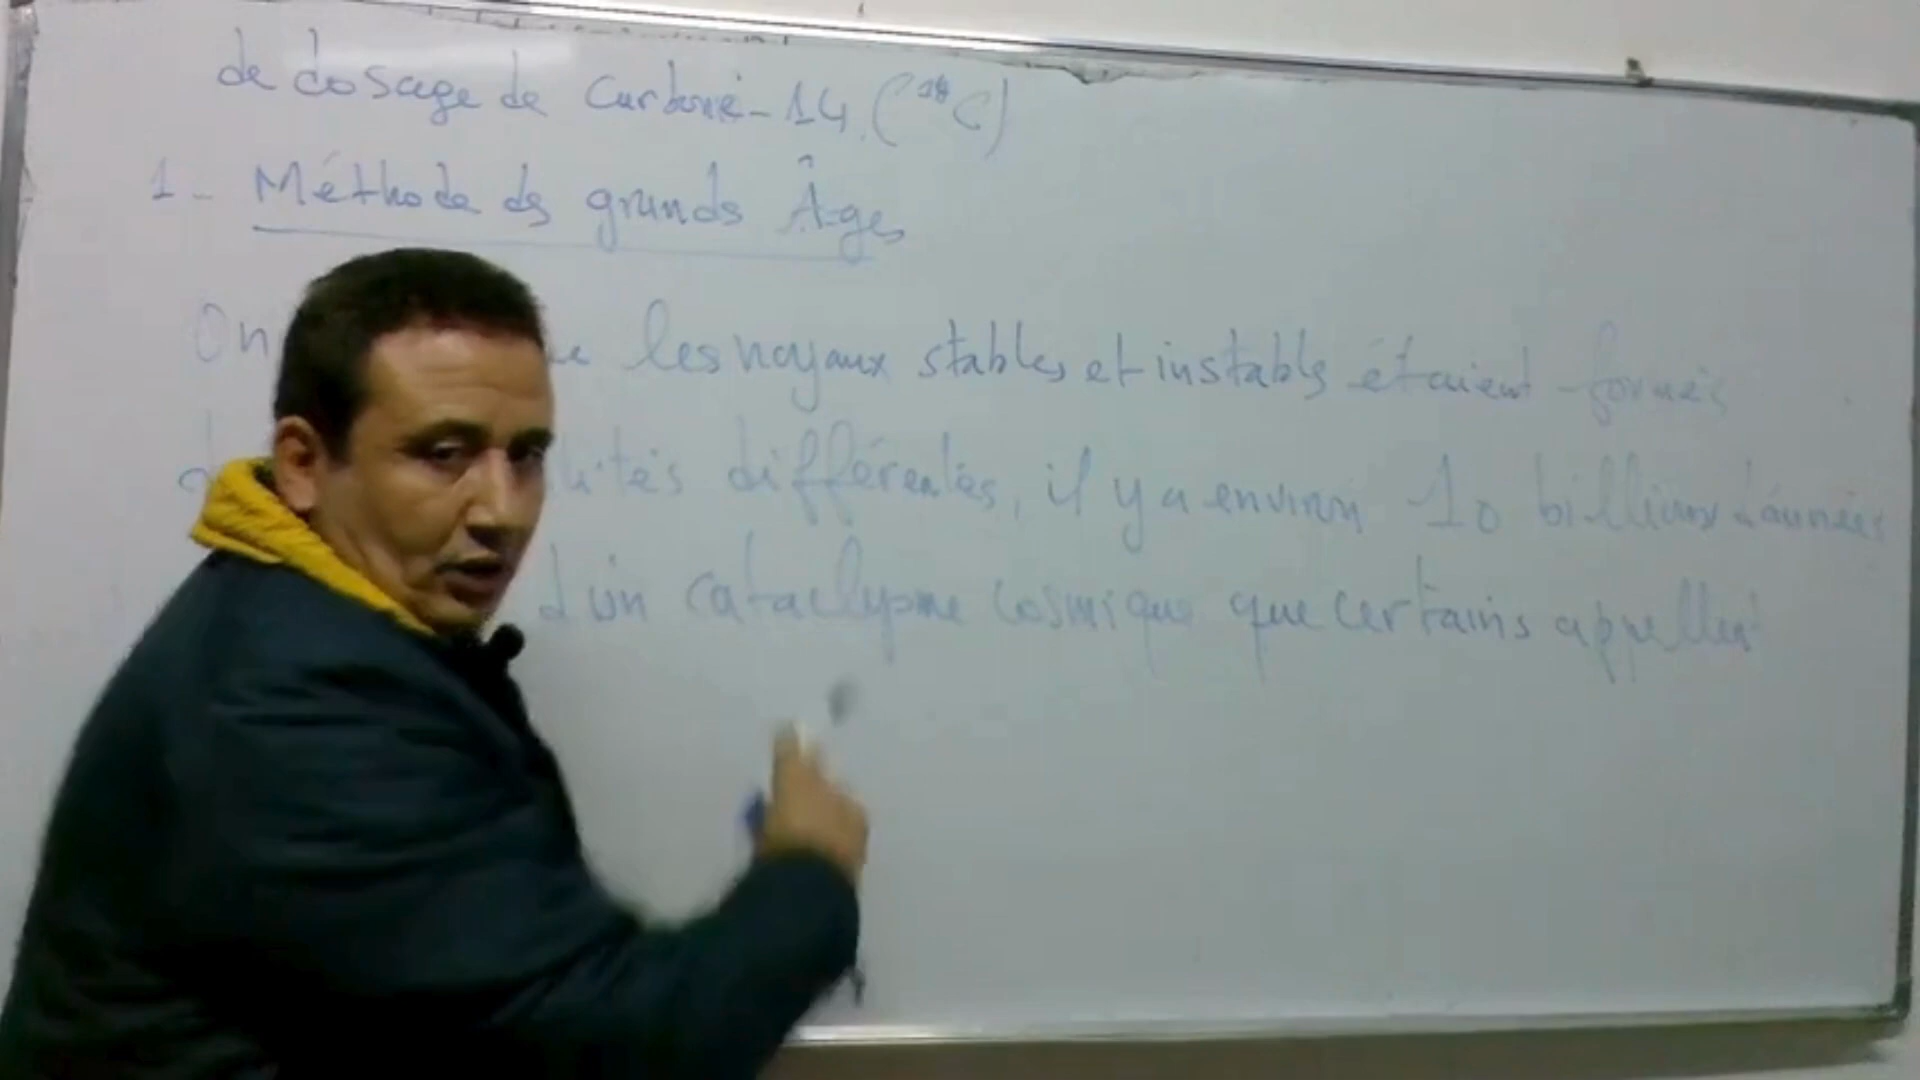 de dosage de Carbone-14 (¹⁴C)
1 - Méthode ds grands Âges
On les noyaux stables et instables étaient formés
différentes, il y a environ 10 billions d'années
d'un cataclysme cosmique que certains appellent